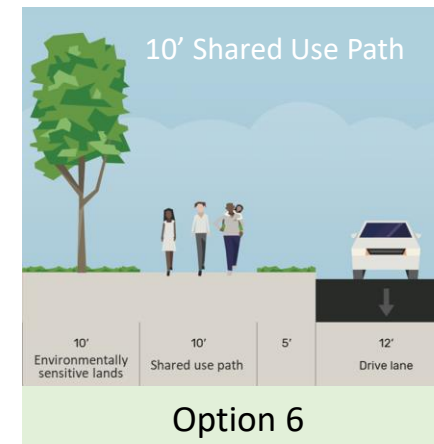 10’ Shared Use Path
10’
Environmentally
sensitive lands
10’
Shared use path
5’
12’
Drive lane
Option 6